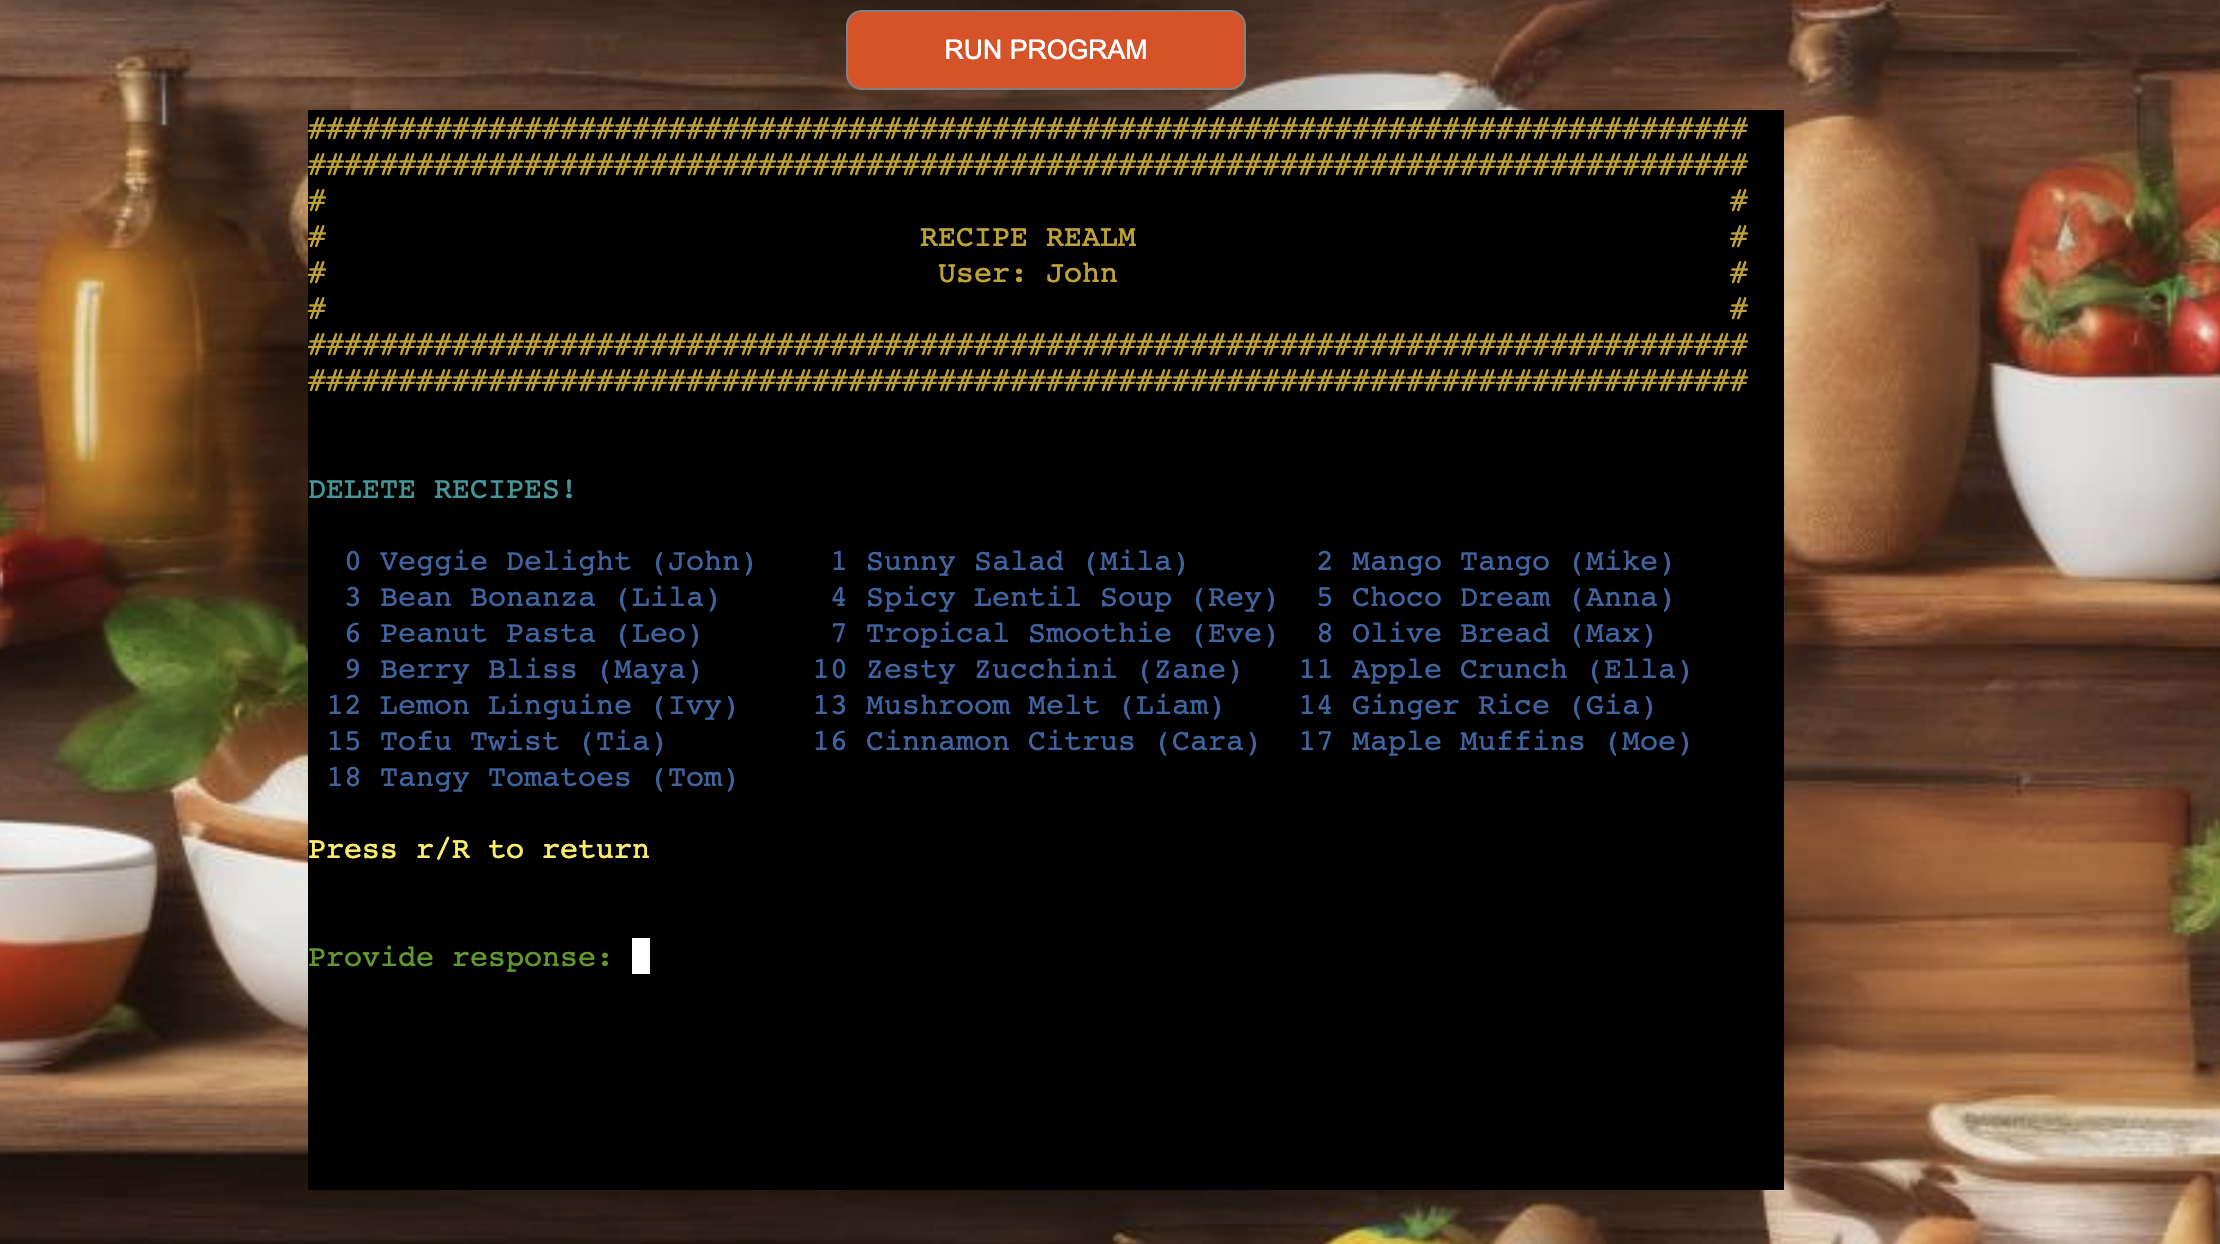 RUN PROGRAM
################################################################################
################################################################################
#                                                                              #
#                                 RECIPE REALM                                 #
#                                  User: John                                  #
#                                                                              #
################################################################################
################################################################################
DELETE RECIPES!
0 Veggie Delight (John) 1 Sunny Salad (Mila) 2 Mango Tango (Mike)
3 Bean Bonanza (Lila) 4 Spicy Lentil Soup (Rey) 5 Choco Dream (Anna)
6 Peanut Pasta (Leo) 7 Tropical Smoothie (Eve) 8 Olive Bread (Max)
9 Berry Bliss (Maya) 10 Zesty Zucchini (Zane) 11 Apple Crunch (Ella)
12 Lemon Linguine (Ivy) 13 Mushroom Melt (Liam) 14 Ginger Rice (Gia)
15 Tofu Twist (Tia) 16 Cinnamon Citrus (Cara) 17 Maple Muffins (Moe)
18 Tangy Tomatoes (Tom)
Press r/R to return
Provide response: